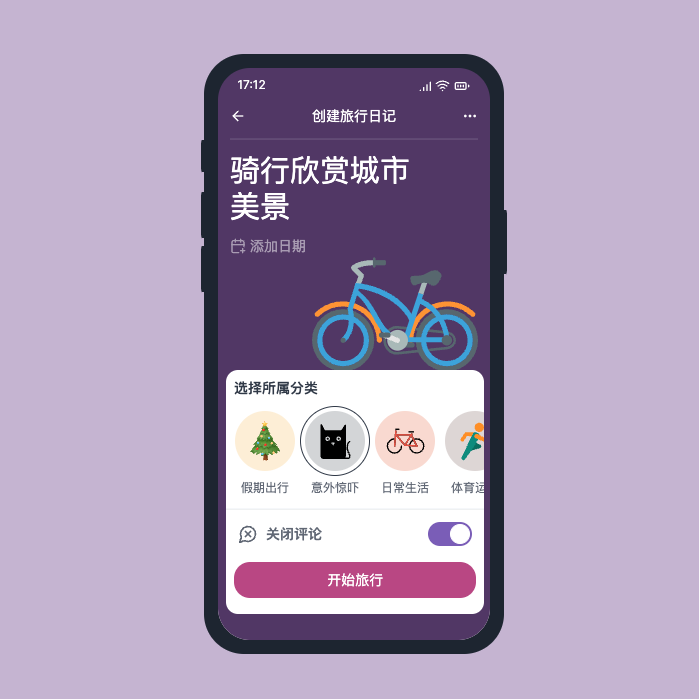 17:12
创建旅行日记
骑行欣赏城市
美景
添加日期
选择所属分类
假期出行 意外惊吓 日常生活 体育运
关闭评论
开始旅行